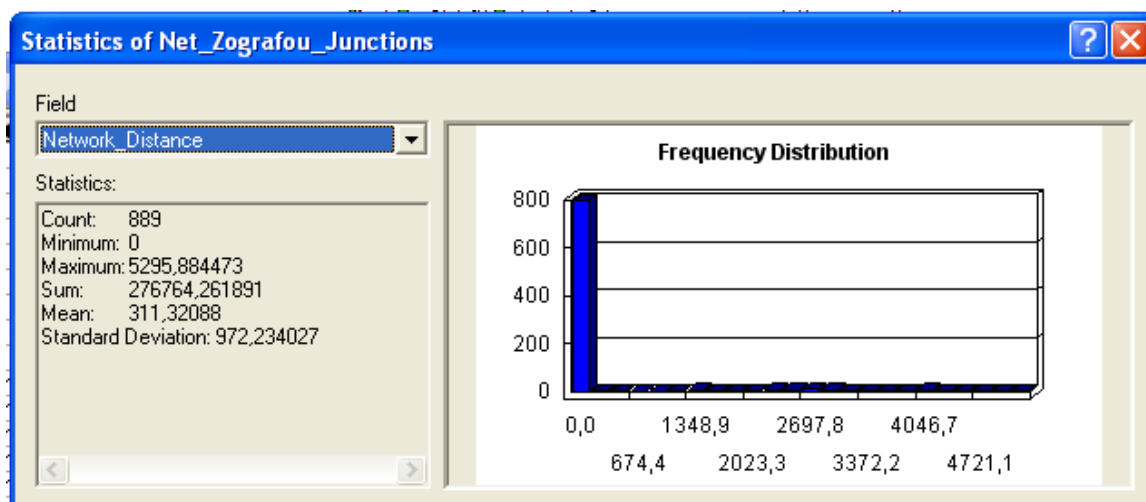 Statistics of Net_Zografou_Junctions
Field
Network_Distance
Statistics:
Count: 889
Minimum: 0
Maximum: 5295,884473
Sum: 276764,261891
Mean: 311,32088
Standard Deviation: 972,234027
Frequency Distribution
800
600
400
200
0
0,0 1348,9 2697,8 4046,7
674,4 2023,3 3372,2 4721,1